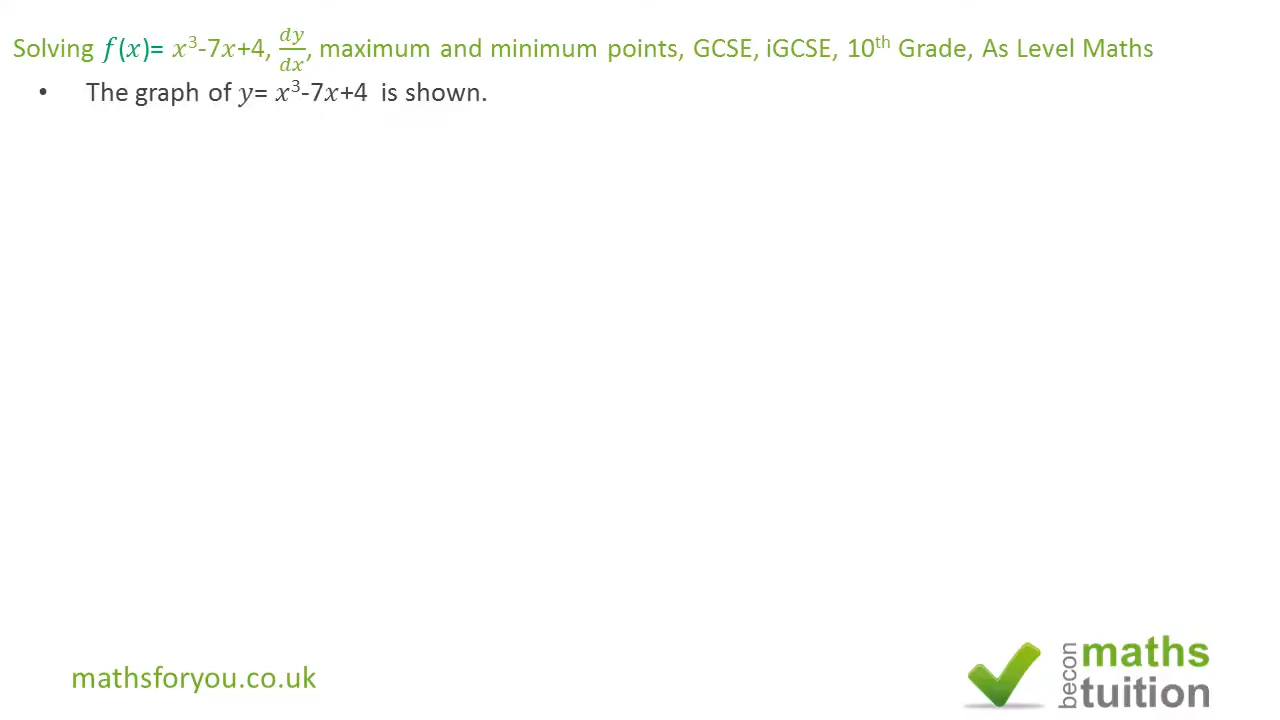 Solving f(x)= x³-7x+4, dy/dx, maximum and minimum points, GCSE, iGCSE, 10th Grade, As Level Maths
• The graph of y= x³-7x+4 is shown.
mathsforyou.co.uk
becon maths tuition